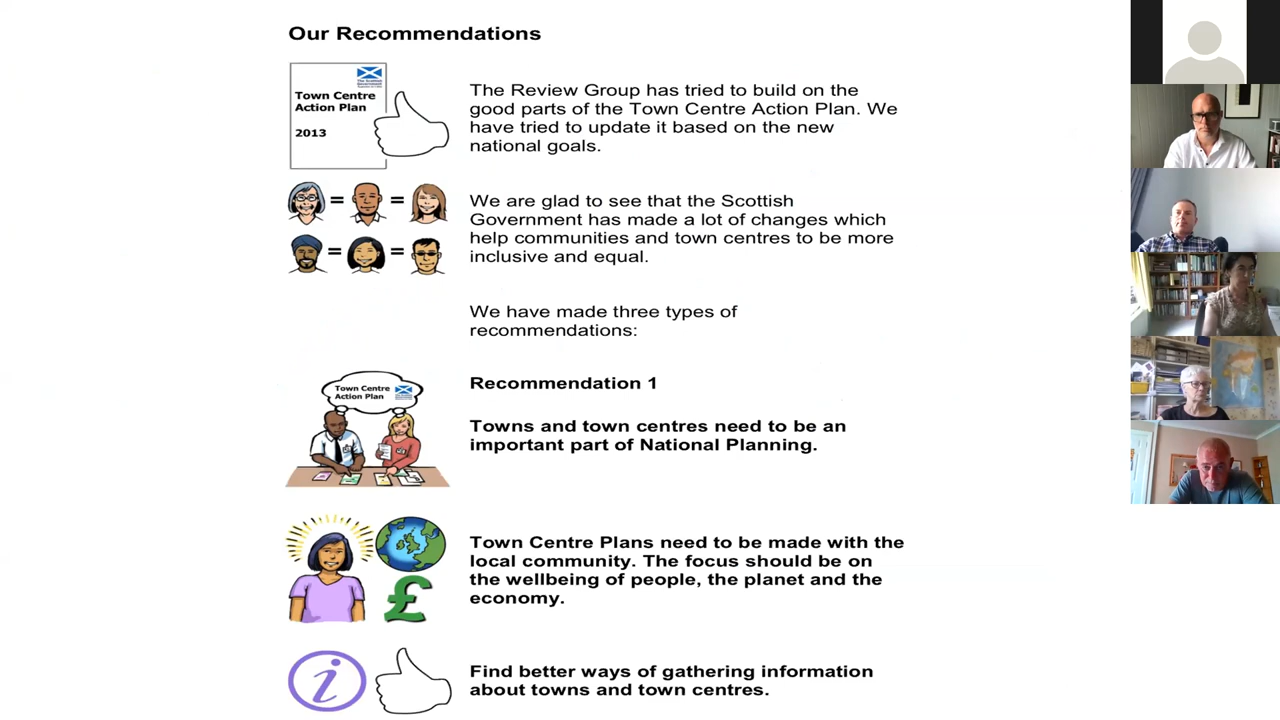 Our Recommendations
Town Centre
Action Plan
2013
The Review Group has tried to build on the
good parts of the Town Centre Action Plan. We
have tried to update it based on the new
national goals.
We are glad to see that the Scottish
Government has made a lot of changes which
help communities and town centres to be more
inclusive and equal.
We have made three types of
recommendations:
Town Centre
Action Plan
Recommendation 1
Towns and town centres need to be an
important part of National Planning.
Town Centre Plans need to be made with the
local community. The focus should be on
the wellbeing of people, the planet and the
economy.
Find better ways of gathering information
about towns and town centres.